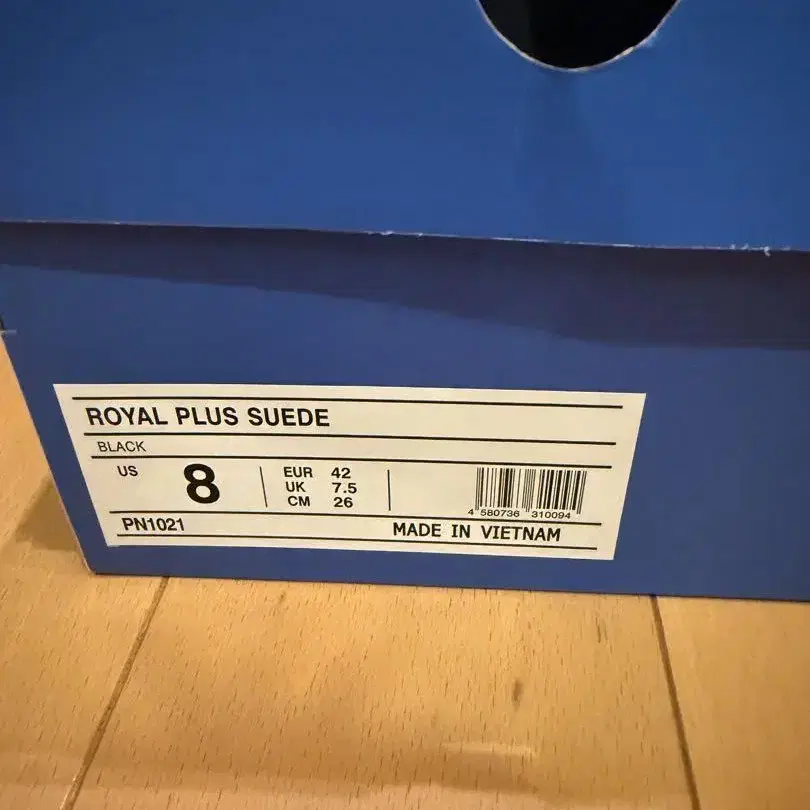 ROYAL PLUS SUEDE
BLACK
US 8 EUR 42
UK 7.5
CM 26
4 580736 310094
PN1021 MADE IN VIETNAM